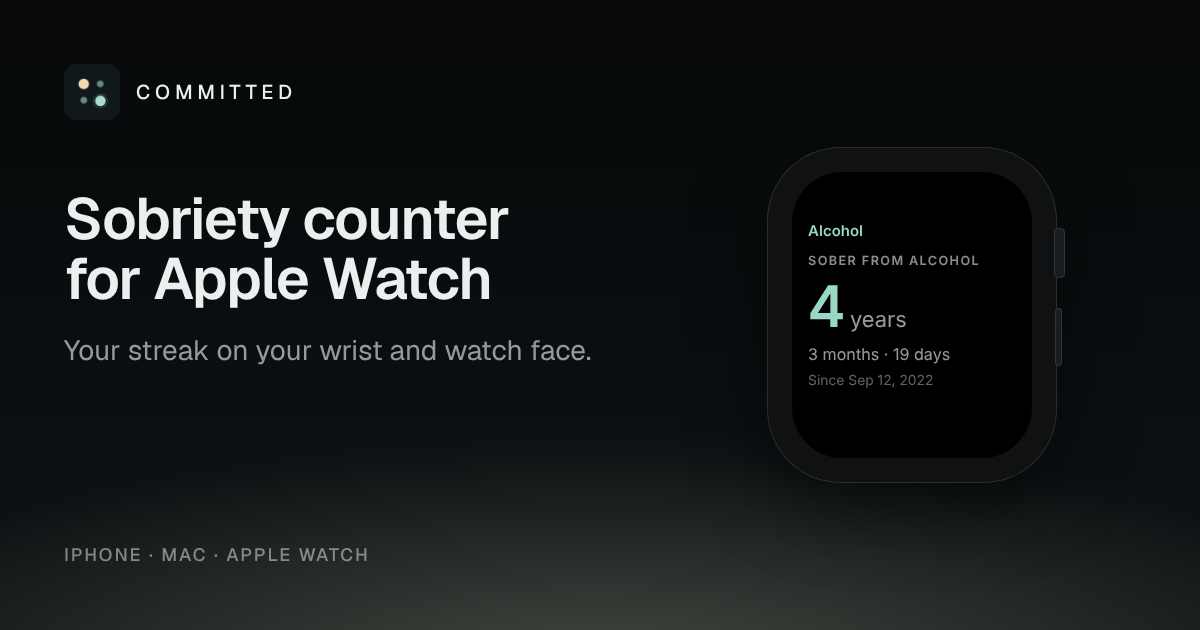 COMMITTED
Sobriety counter
for Apple Watch
Your streak on your wrist and watch face.
Alcohol
SOBER FROM ALCOHOL
4 years
3 months · 19 days
Since Sep 12, 2022
IPHONE · MAC · APPLE WATCH